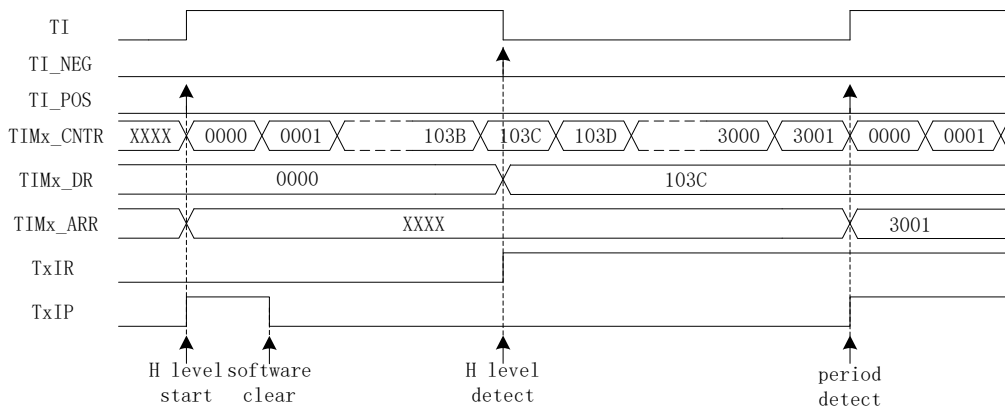 TI
TI_NEG
TI_POS
TIMx_CNTR XXXX 0000 0001 103B 103C 103D 3000 3001 0000 0001
TIMx_DR 0000 103C
TIMx_ARR XXXX 3001
TxIR
TxIP
H level start
software clear
H level detect
period detect